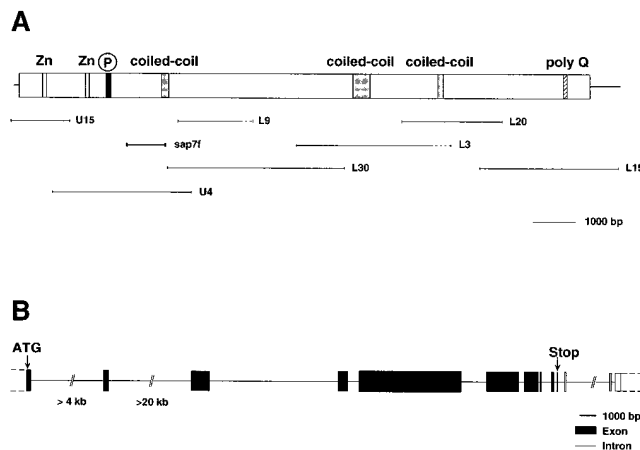 A
Zn Zn P coiled-coil coiled-coil coiled-coil poly Q
U15 L9 L20
sap7f L3
L30 L15
U4
1000 bp
B
ATG Stop
> 4 kb >20 kb
1000 bp
Exon
Intron